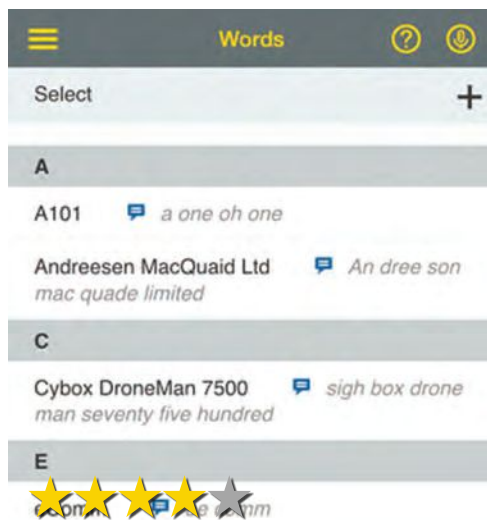 Words
Select
A
A101 a one oh one
Andreesen MacQuaid Ltd An dree son
mac quade limited
C
Cybox DroneMan 7500 sigh box drone
man seventy five hundred
E
comm